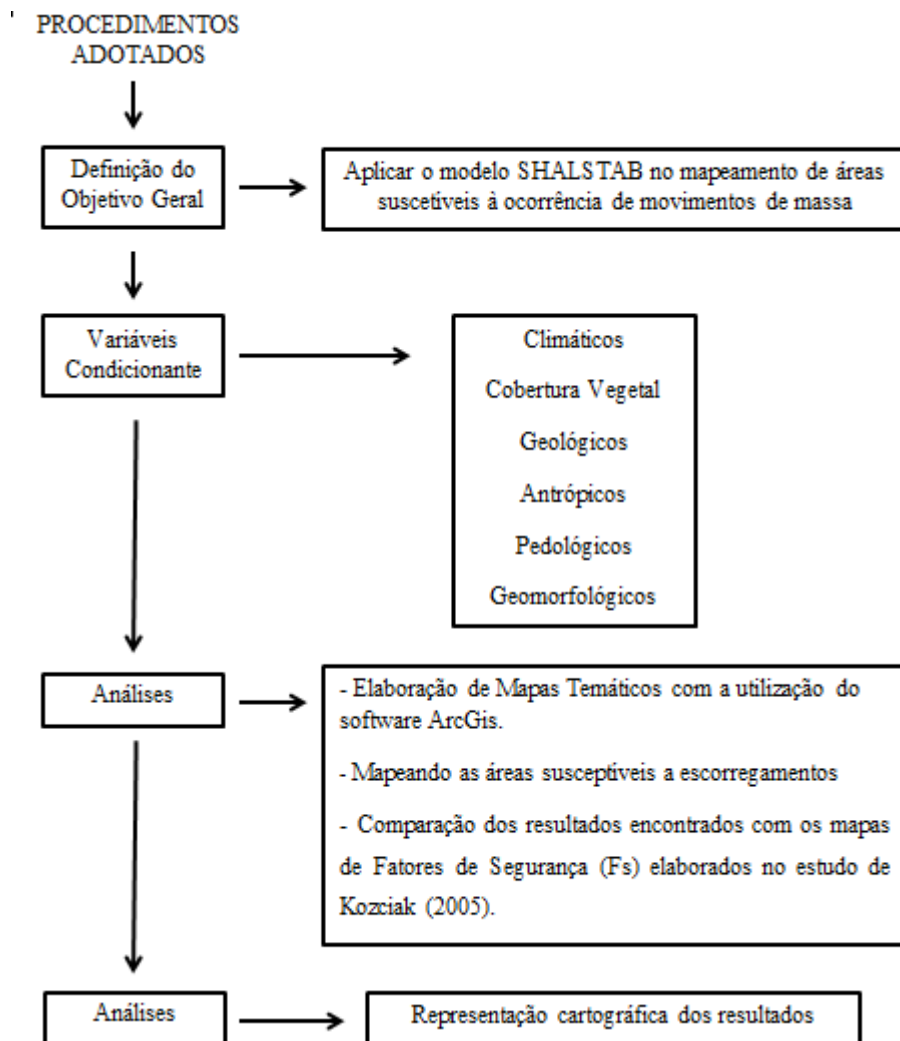 PROCEDIMENTOS
ADOTADOS
Definição do
Objetivo Geral
Aplicar o modelo SHALSTAB no mapeamento de áreas
suscetíveis à ocorrência de movimentos de massa
Variáveis
Condicionante
Climáticos
Cobertura Vegetal
Geológicos
Antrópicos
Pedológicos
Geomorfológicos
Análises
- Elaboração de Mapas Temáticos com a utilização do
software ArcGis.
- Mapeando as áreas susceptíveis a escorregamentos
- Comparação dos resultados encontrados com os mapas
de Fatores de Segurança (Fs) elaborados no estudo de
Kozciak (2005).
Análises
Representação cartográfica dos resultados